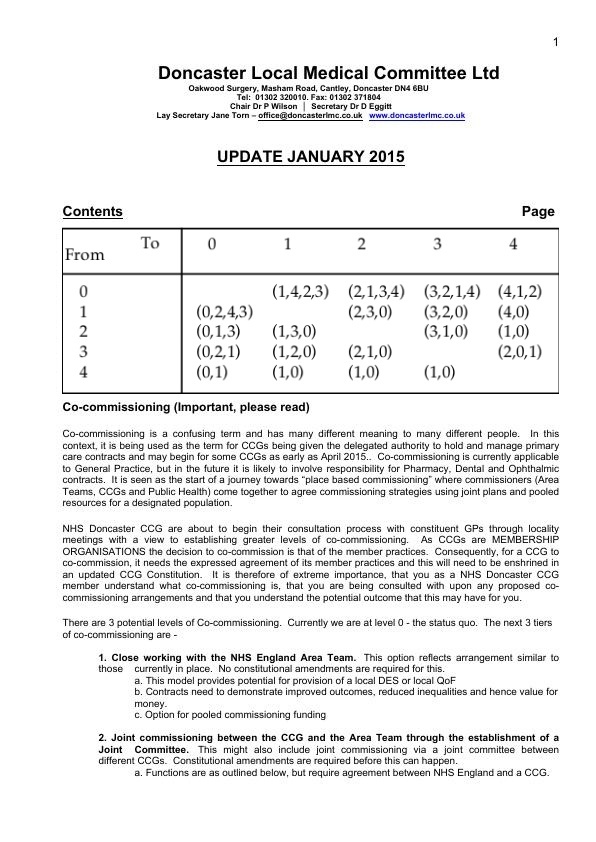 1
Doncaster Local Medical Committee Ltd
Oakwood Surgery, Masham Road, Cantley, Doncaster DN4 6BU
Tel: 01302 320010. Fax: 01302 371804
Chair Dr P Wilson | Secretary Dr D Eggitt
Lay Secretary Jane Torn – office@doncasterlmc.co.uk www.doncasterlmc.co.uk
UPDATE JANUARY 2015
Contents Page
From To 0 1 2 3 4
0 (1,4,2,3) (2,1,3,4) (3,2,1,4) (4,1,2)
1 (0,2,4,3) (2,3,0) (3,2,0) (4,0)
2 (0,1,3) (1,3,0) (3,1,0) (1,0)
3 (0,2,1) (1,2,0) (2,1,0) (2,0,1)
4 (0,1) (1,0) (1,0) (1,0)
Co-commissioning (Important, please read)
Co-commissioning is a confusing term and has many different meaning to many different people. In this
context, it is being used as the term for CCGs being given the delegated authority to hold and manage primary
care contracts and may begin for some CCGs as early as April 2015.. Co-commissioning is currently applicable
to General Practice, but in the future it is likely to involve responsibility for Pharmacy, Dental and Ophthalmic
contracts. It is seen as the start of a journey towards “place based commissioning” where commissioners (Area
Teams, CCGs and Public Health) come together to agree commissioning strategies using joint plans and pooled
resources for a designated population.
NHS Doncaster CCG are about to begin their consultation process with constituent GPs through locality
meetings with a view to establishing greater levels of co-commissioning. As CCGs are MEMBERSHIP
ORGANISATIONS the decision to co-commission is that of the member practices. Consequently, for a CCG to
co-commission, it needs the expressed agreement of its member practices and this will need to be enshrined in
an updated CCG Constitution. It is therefore of extreme importance, that you as a NHS Doncaster CCG
member understand what co-commissioning is, that you are being consulted with upon any proposed co-
commissioning arrangements and that you understand the potential outcome that this may have for you.
There are 3 potential levels of Co-commissioning. Currently we are at level 0 - the status quo. The next 3 tiers
of co-commissioning are -
1. Close working with the NHS England Area Team. This option reflects arrangement similar to
those currently in place. No constitutional amendments are required for this.
a. This model provides potential for provision of a local DES or local QoF
b. Contracts need to demonstrate improved outcomes, reduced inequalities and hence value for
money.
c. Option for pooled commissioning funding
2. Joint commissioning between the CCG and the Area Team through the establishment of a
Joint Committee. This might also include joint commissioning via a joint committee between
different CCGs. Constitutional amendments are required before this can happen.
a. Functions are as outlined below, but require agreement between NHS England and a CCG.